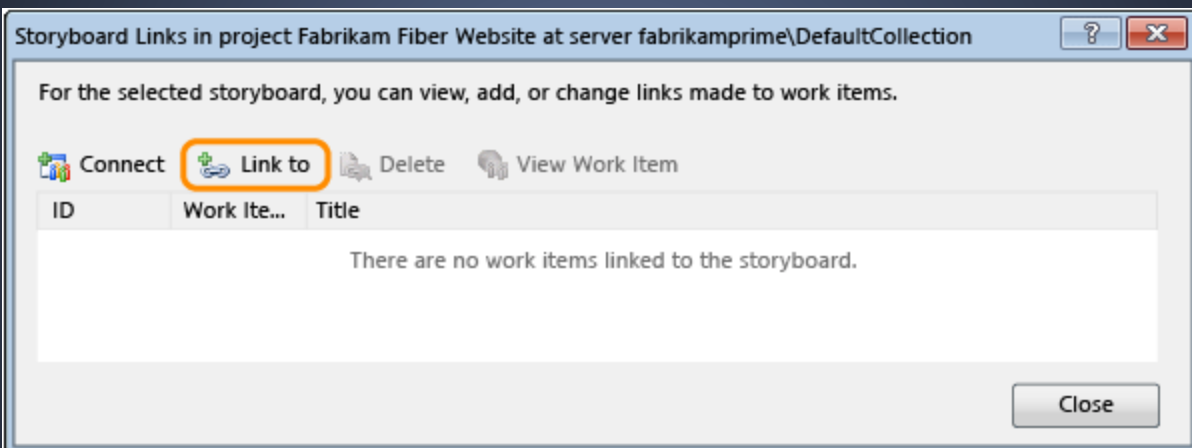 Storyboard Links in project Fabrikam Fiber Website at server fabrikamprime\DefaultCollection ?
For the selected storyboard, you can view, add, or change links made to work items.
Connect Link to Delete View Work Item
ID Work Ite... Title
There are no work items linked to the storyboard.
Close